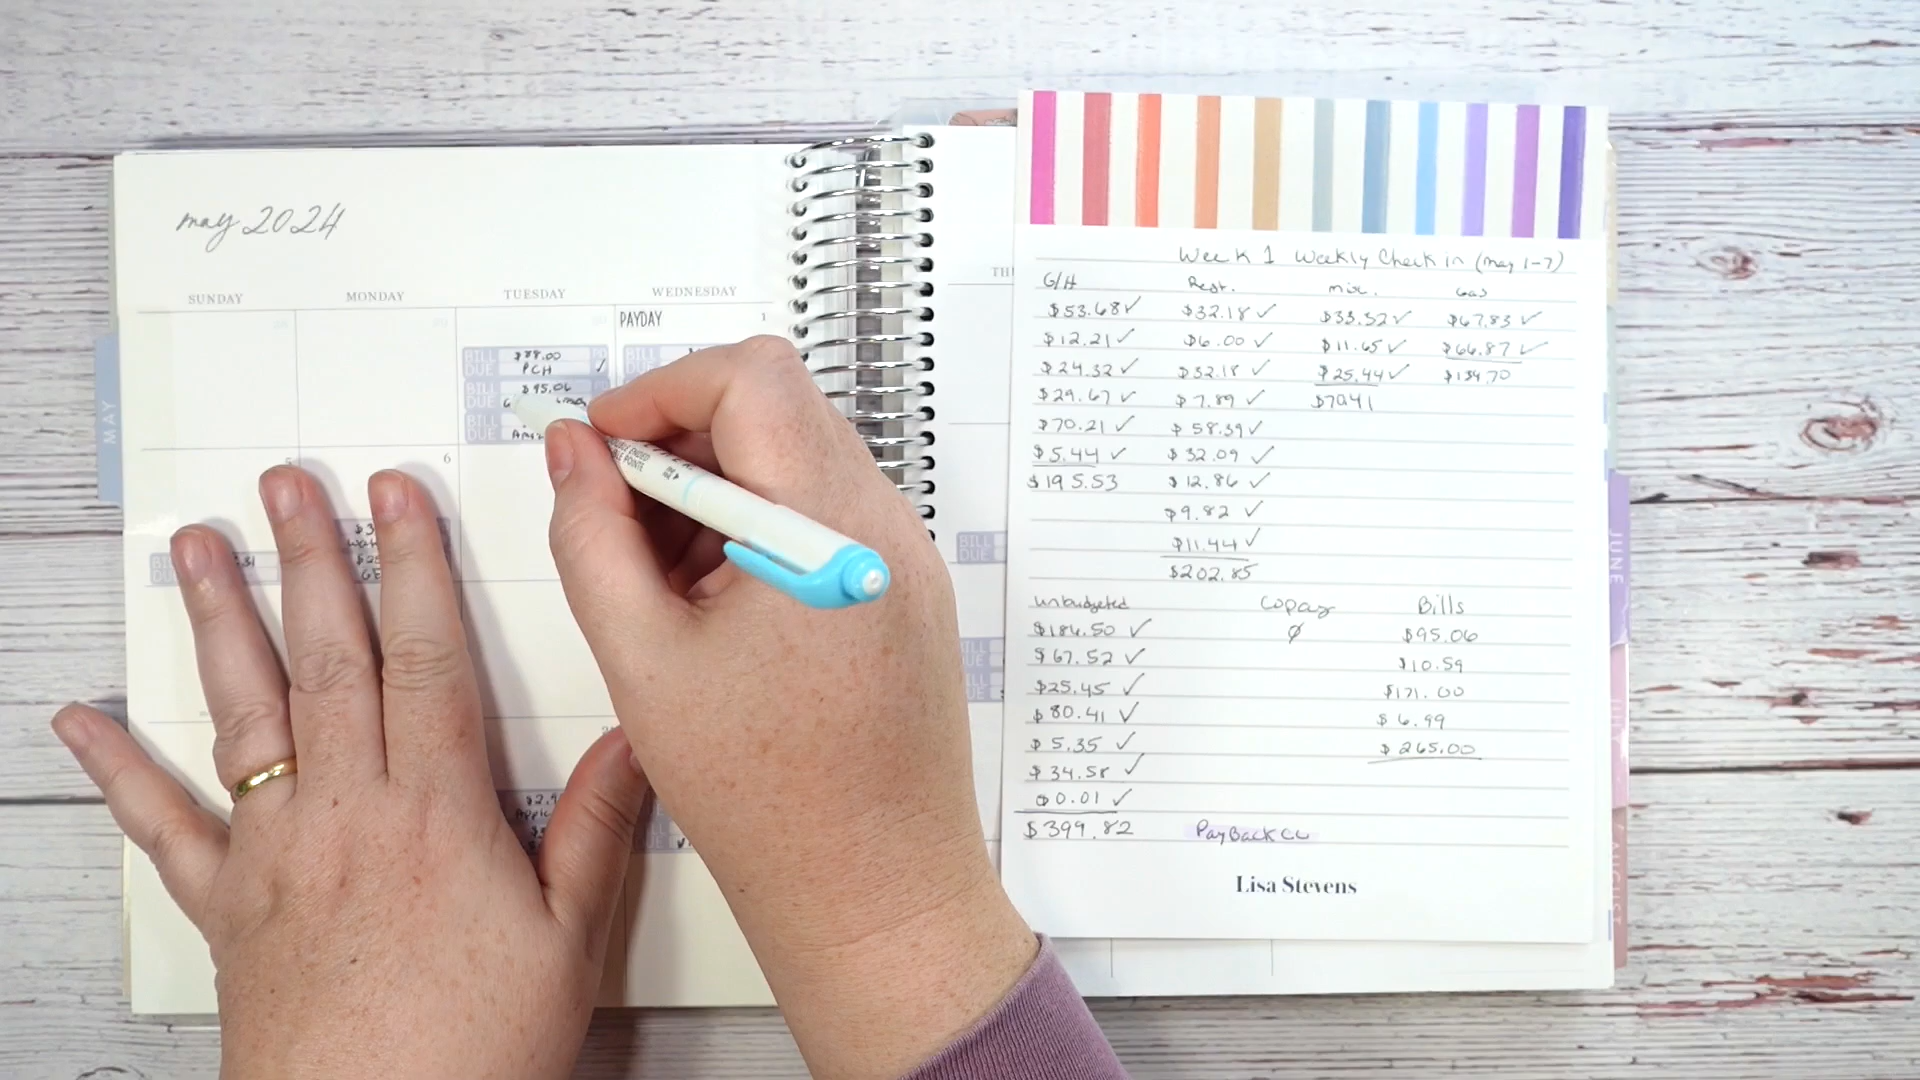 may 2024
SUNDAY MONDAY TUESDAY WEDNESDAY
PAYDAY 1
BILL DUE $88.00 PCH ✓
BILL DUE $95.06
BILL DUE
5 6
MAY
JUNE
AUGUST
Week 1 Weekly Check in (may 1-7)
G/H Rest. misc. Gas
$53.68 ✓ $32.18 ✓ $33.32 ✓ $67.83 ✓
$12.21 ✓ $6.00 ✓ $11.65 ✓ $66.87 ✓
$24.32 ✓ $32.18 ✓ $25.44 ✓ $134.70
$29.67 ✓ $7.89 ✓ $70.41
$70.21 ✓ $58.39 ✓
$5.44 ✓ $32.09 ✓
$195.53 $12.86 ✓
$9.82 ✓
$11.44 ✓
$202.85
unbudgeted Copay Bills
$186.50 ✓ ∅ $95.06
$67.52 ✓ $10.59
$25.45 ✓ $171.00
$80.41 ✓ $6.99
$5.35 ✓ $265.00
$34.58 ✓
$0.01 ✓
$399.82 PayBack CC
Lisa Stevens